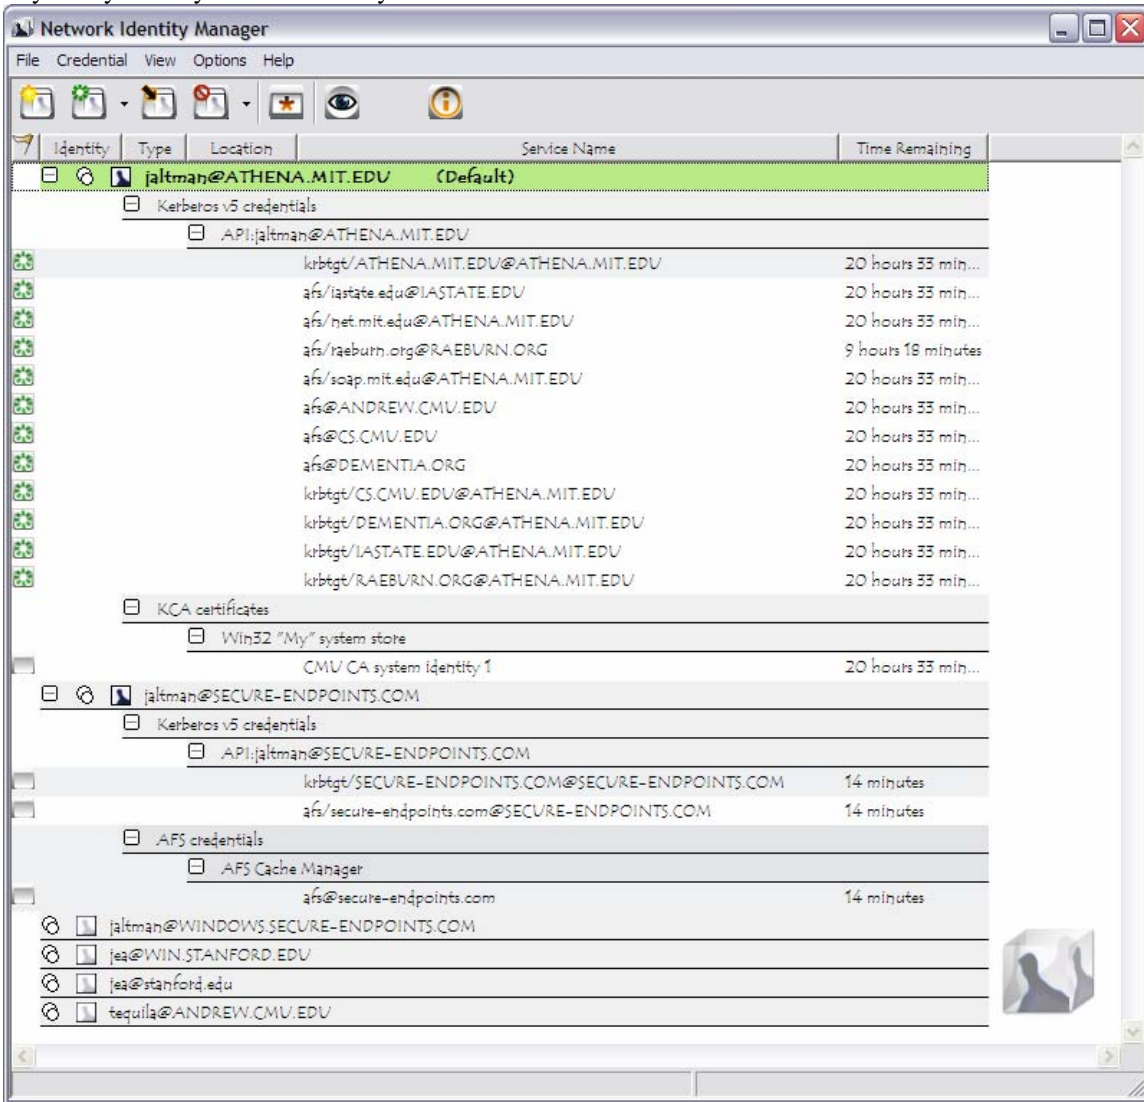 Network Identity Manager
File Credential View Options Help
Identity Type Location Service Name Time Remaining
jaltman@ATHENA.MIT.EDU (Default)
Kerberos v5 credentials
API:jaltman@ATHENA.MIT.EDU
krbtgt/ATHENA.MIT.EDU@ATHENA.MIT.EDU 20 hours 33 min...
afs/iastate.edu@IASTATE.EDU 20 hours 33 min...
afs/net.mit.edu@ATHENA.MIT.EDU 20 hours 33 min...
afs/raeburn.org@RAEBURN.ORG 9 hours 18 minutes
afs/soap.mit.edu@ATHENA.MIT.EDU 20 hours 33 min...
afs@ANDREW.CMU.EDU 20 hours 33 min...
afs@CS.CMU.EDU 20 hours 33 min...
afs@DEMENTIA.ORG 20 hours 33 min...
krbtgt/CS.CMU.EDU@ATHENA.MIT.EDU 20 hours 33 min...
krbtgt/DEMENTIA.ORG@ATHENA.MIT.EDU 20 hours 33 min...
krbtgt/IASTATE.EDU@ATHENA.MIT.EDU 20 hours 33 min...
krbtgt/RAEBURN.ORG@ATHENA.MIT.EDU 20 hours 33 min...
KCA certificates
Win32 "My" system store
CMU CA system identity 1 20 hours 33 min...
jaltman@SECURE-ENDPOINTS.COM
Kerberos v5 credentials
API:jaltman@SECURE-ENDPOINTS.COM
krbtgt/SECURE-ENDPOINTS.COM@SECURE-ENDPOINTS.COM 14 minutes
afs/secure-endpoints.com@SECURE-ENDPOINTS.COM 14 minutes
AFS credentials
AFS Cache Manager
afs@secure-endpoints.com 14 minutes
jaltman@WINDOWS.SECURE-ENDPOINTS.COM
jea@WIN.STANFORD.EDU
jea@stanford.edu
tequila@ANDREW.CMU.EDU